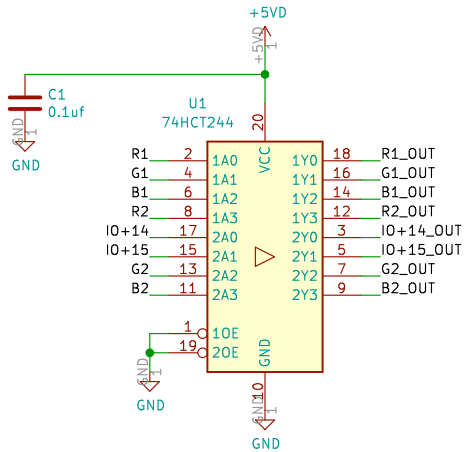 +5VD
+5VD 1
C1
0.1uf
GND 1
GND
U1
74HCT244
20
VCC
R1 2 1A0 1Y0 18 R1_OUT
G1 4 1A1 1Y1 16 G1_OUT
B1 6 1A2 1Y2 14 B1_OUT
R2 8 1A3 1Y3 12 R2_OUT
IO+14 17 2A0 2Y0 3 IO+14_OUT
IO+15 15 2A1 2Y1 5 IO+15_OUT
G2 13 2A2 2Y2 7 G2_OUT
B2 11 2A3 2Y3 9 B2_OUT
1 1OE
19 2OE
GND
GND 1
GND
10
GND 1
GND